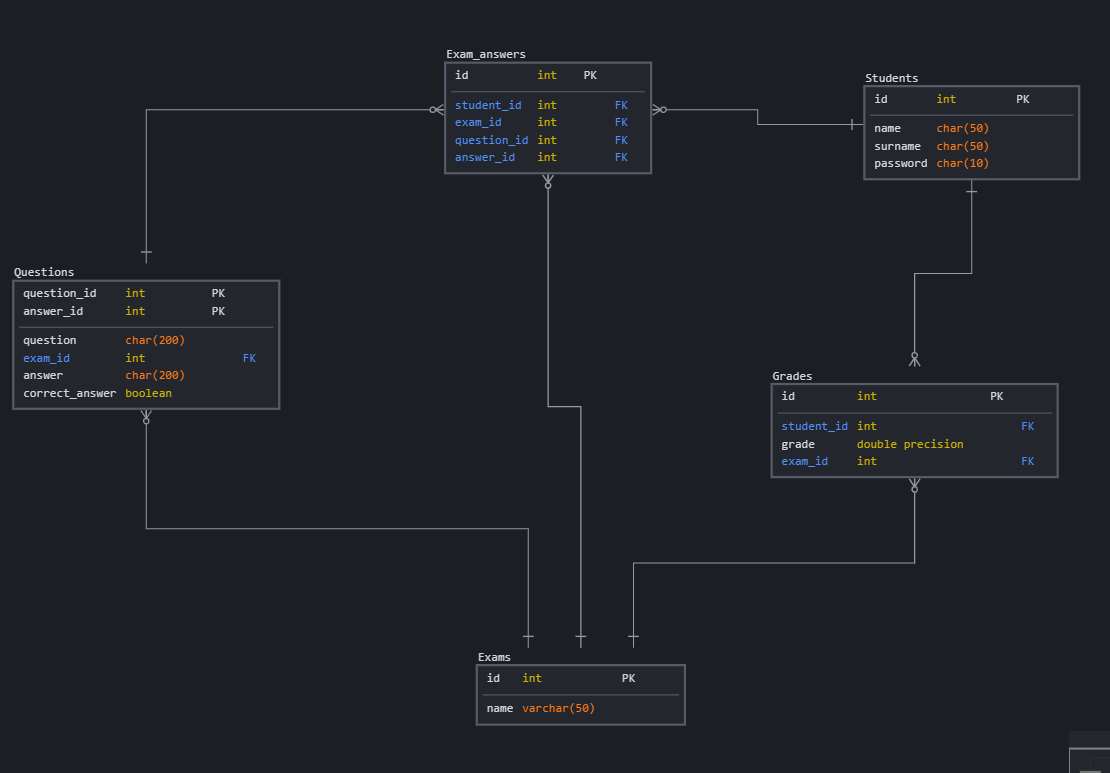 Exam_answers
id int PK
student_id int FK
exam_id int FK
question_id int FK
answer_id int FK
Students
id int PK
name char(50)
surname char(50)
password char(10)
Questions
question_id int PK
answer_id int PK
question char(200)
exam_id int FK
answer char(200)
correct_answer boolean
Grades
id int PK
student_id int FK
grade double precision
exam_id int FK
Exams
id int PK
name varchar(50)